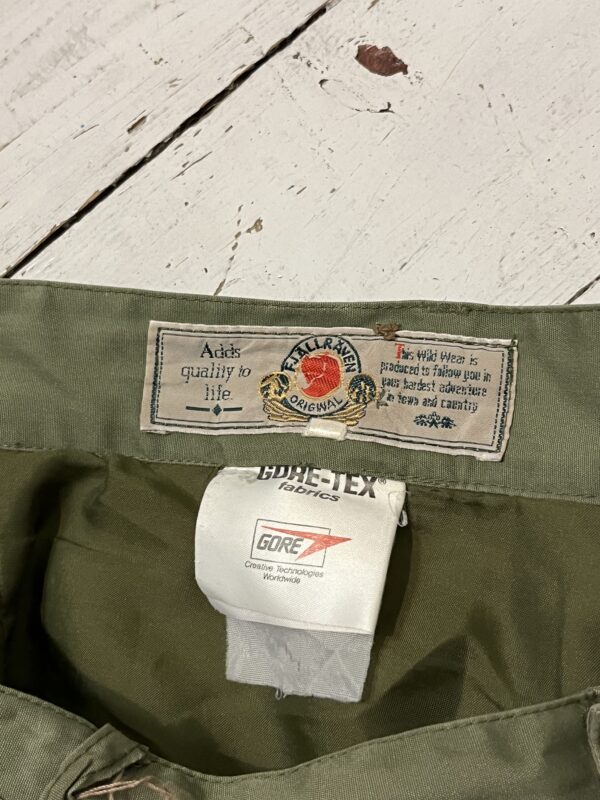 Adds
quality to
life.
FJÄLLRÄVEN
ORIGINAL
This Wild Wear is
produced to follow you in
your hardest adventure
in town and country
GORE-TEX®
fabrics
GORE
Creative Technologies
Worldwide